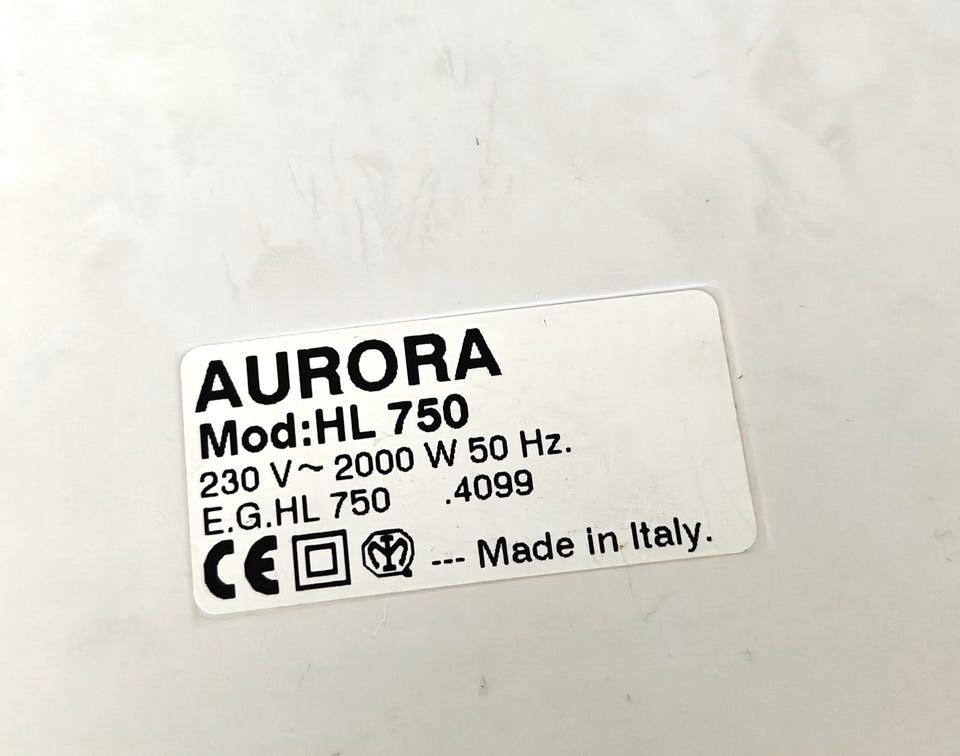 AURORA
Mod:HL 750
230 V~ 2000 W 50 Hz.
E.G.HL 750 .4099
CE --- Made in Italy.